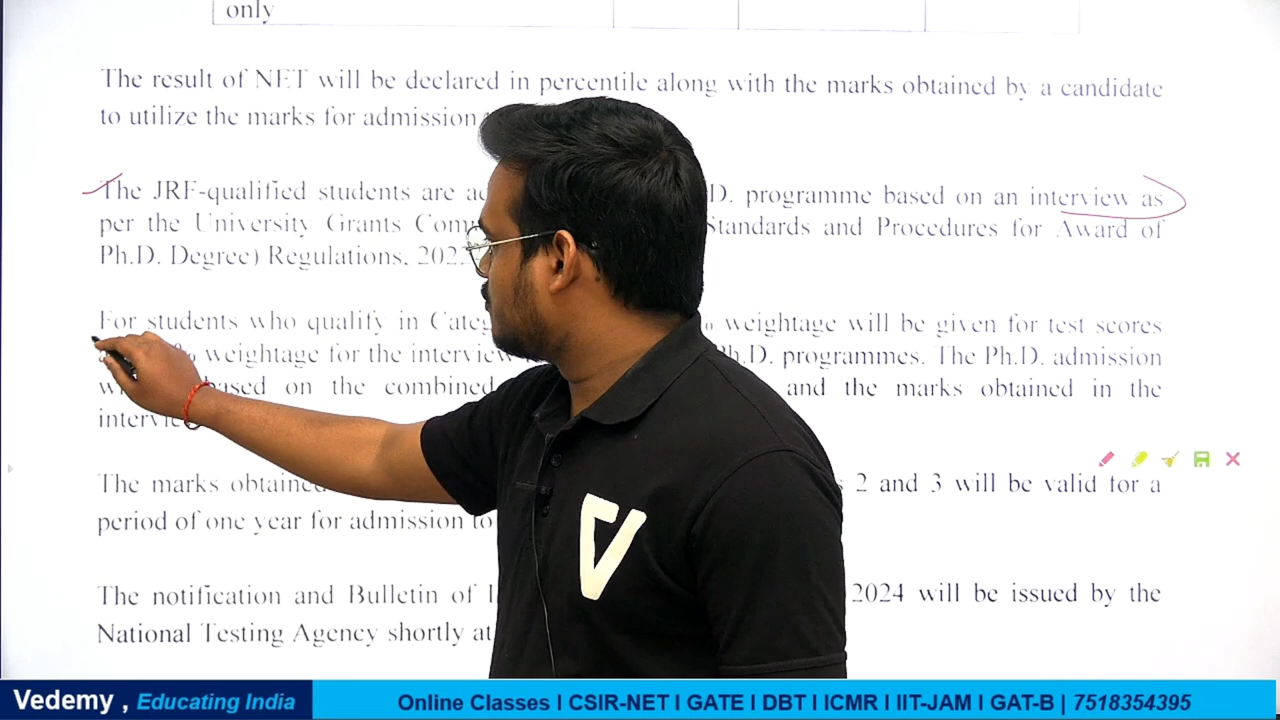 only
The result of NET will be declared in percentile along with the marks obtained by a candidate
to utilize the marks for admission
The JRF-qualified students are D. programme based on an interview as
per the University Grants Standards and Procedures for Award of
Ph.D. Degree) Regulations,
For students who qualify in weightage will be given for test scores
% weightage for the interview Ph.D. programmes. The Ph.D. admission
based on the combined and the marks obtained in the
The marks obtained 2 and 3 will be valid for a
period of one year for admission to
The notification and Bulletin of 2024 will be issued by the
National Testing Agency shortly at
Vedemy , Educating India
Online Classes I CSIR-NET I GATE I DBT I ICMR I IIT-JAM I GAT-B | 7518354395